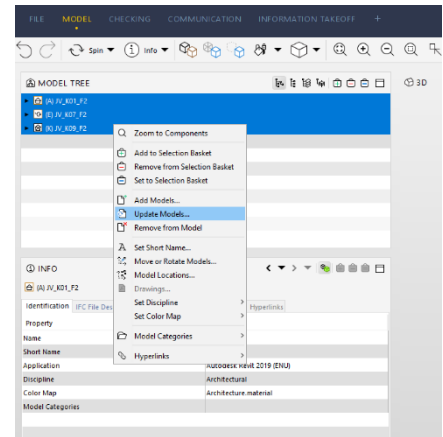 FILE MODEL CHECKING COMMUNICATION INFORMATION TAKEOFF +
Spin Info
MODEL TREE
3D
(A) JV_K01_F2
(E) JV_K07_F2
(K) JV_K09_F2
Zoom to Components
Add to Selection Basket
Remove from Selection Basket
Set to Selection Basket
Add Models...
Update Models...
Remove from Model
Set Short Name...
Move or Rotate Models...
Model Locations...
Drawings...
Set Discipline
Set Color Map
Model Categories
Hyperlinks
INFO
(A) JV_K01_F2
Identification IFC File Des Hyperlinks
Property
Name
Short Name
Application Autodesk Revit 2019 (ENU)
Discipline Architectural
Color Map Architecture.material
Model Categories